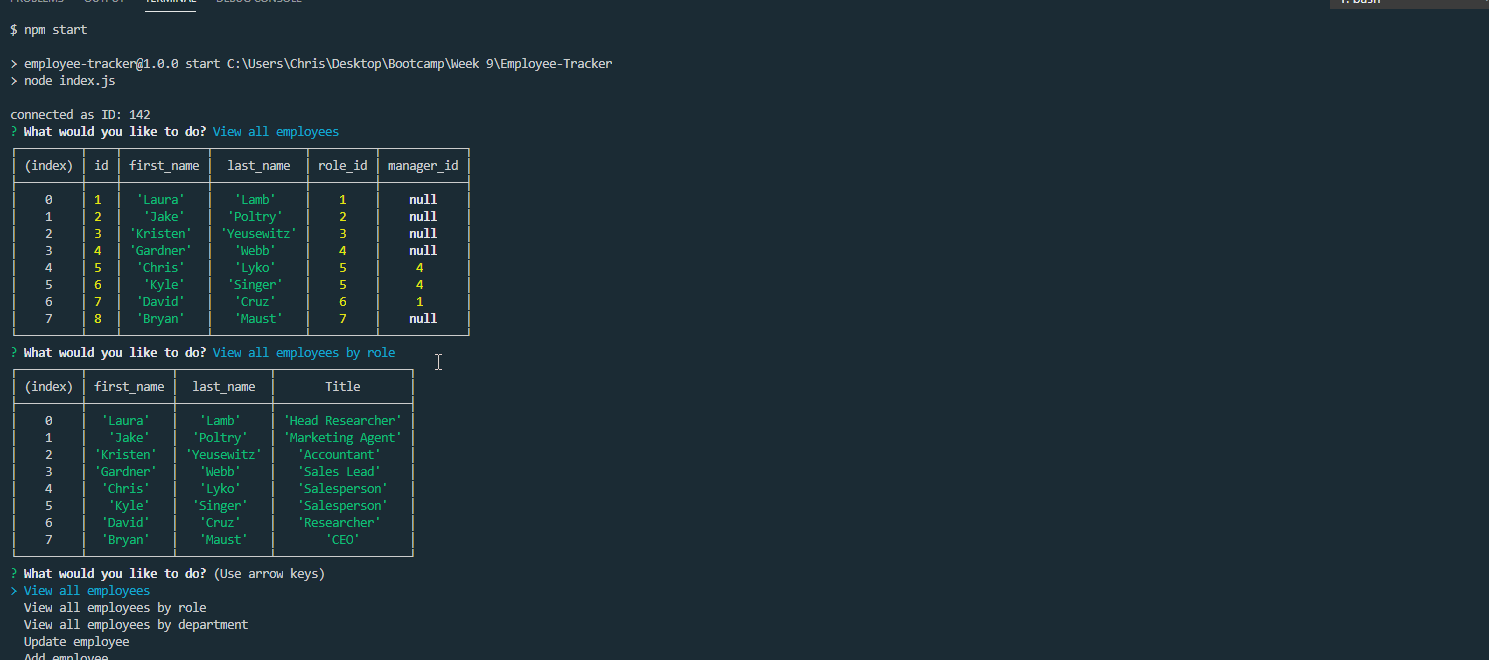 PROBLEMS OUTPUT TERMINAL DEBUG CONSOLE 1: bash
$ npm start
> employee-tracker@1.0.0 start C:\Users\Chris\Desktop\Bootcamp\Week 9\Employee-Tracker
> node index.js
connected as ID: 142
? What would you like to do? View all employees
(index) id first_name last_name role_id manager_id
0 1 'Laura' 'Lamb' 1 null
1 2 'Jake' 'Poltry' 2 null
2 3 'Kristen' 'Yeusewitz' 3 null
3 4 'Gardner' 'Webb' 4 null
4 5 'Chris' 'Lyko' 5 4
5 6 'Kyle' 'Singer' 5 4
6 7 'David' 'Cruz' 6 1
7 8 'Bryan' 'Maust' 7 null
? What would you like to do? View all employees by role
(index) first_name last_name Title
0 'Laura' 'Lamb' 'Head Researcher'
1 'Jake' 'Poltry' 'Marketing Agent'
2 'Kristen' 'Yeusewitz' 'Accountant'
3 'Gardner' 'Webb' 'Sales Lead'
4 'Chris' 'Lyko' 'Salesperson'
5 'Kyle' 'Singer' 'Salesperson'
6 'David' 'Cruz' 'Researcher'
7 'Bryan' 'Maust' 'CEO'
? What would you like to do? (Use arrow keys)
> View all employees
View all employees by role
View all employees by department
Update employee
Add employee